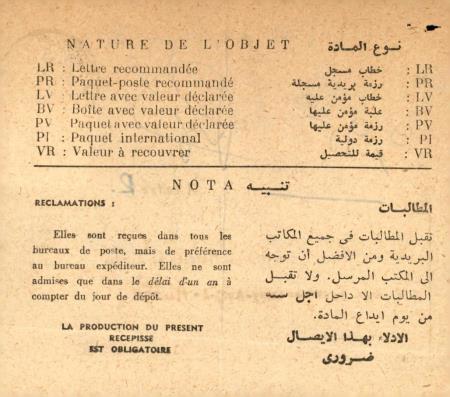 NATURE DE L'OBJET نوع المادة
LR : Lettre recommandée خطاب مسجل : LR
PR : Paquet-poste recommandé رزمة بريدية مسجلة : PR
LV : Lettre avec valeur déclarée خطاب مؤمن عليه : LV
BV : Boîte avec valeur déclarée علبة مؤمن عليها : BV
PV : Paquet avec valeur déclarée رزمة مؤمن عليها : PV
PI : Paquet international رزمة دولية : PI
VR : Valeur à recouvrer قيمة للتحصيل : VR
NOTA تنبيه
RECLAMATIONS :
Elles sont reçues dans tous les
bureaux de poste, mais de préférence
au bureau expéditeur. Elles ne sont
admises que dans le délai d'un an à
compter du jour de dépôt.
LA PRODUCTION DU PRESENT
RECEPISSE
EST OBLIGATOIRE
المطالبات
تقبل المطالبات فى جميع المكاتب
البريدية ومن الافضل ان توجه
الى المكتب المرسل. ولا تقبل
المطالبات الا داخل اجل سنة
من يوم ايداع المادة.
الادلاء بهذا الايصال
ضرورى